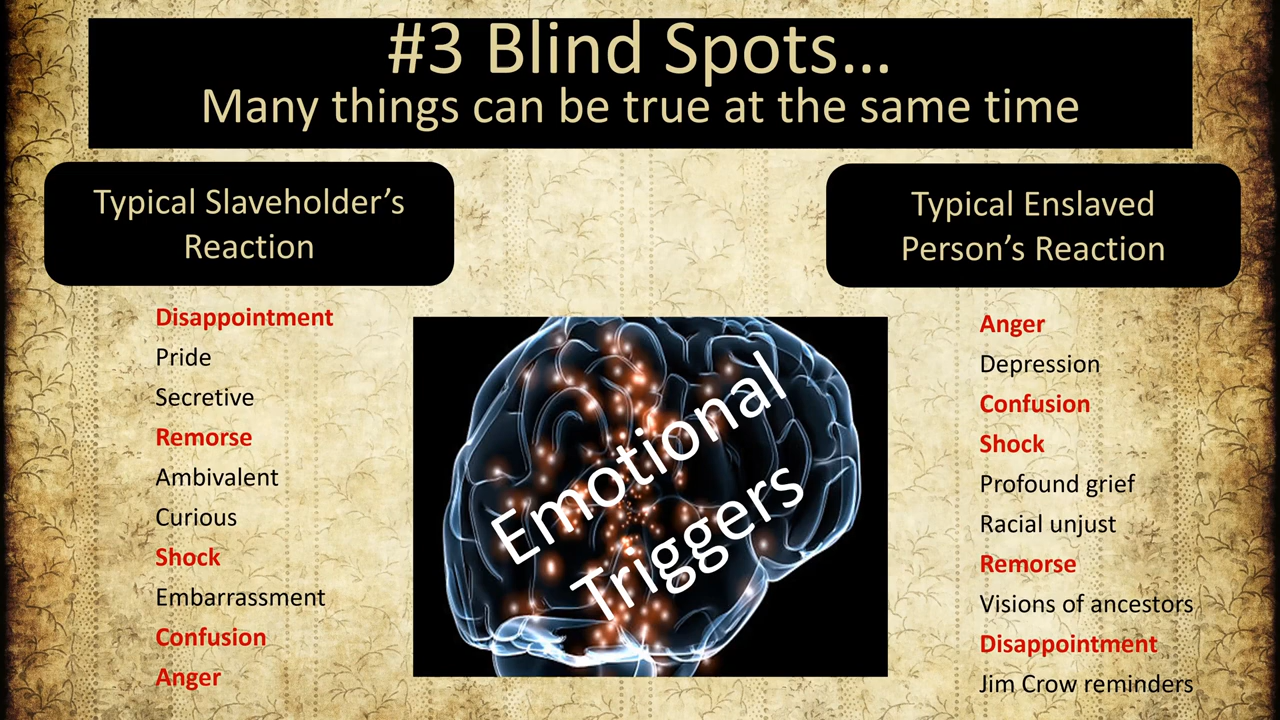 #3 Blind Spots...
Many things can be true at the same time
Typical Slaveholder’s
Reaction
Disappointment
Pride
Secretive
Remorse
Ambivalent
Curious
Shock
Embarrassment
Confusion
Anger
Emotional
Triggers
Typical Enslaved
Person’s Reaction
Anger
Depression
Confusion
Shock
Profound grief
Racial unjust
Remorse
Visions of ancestors
Disappointment
Jim Crow reminders